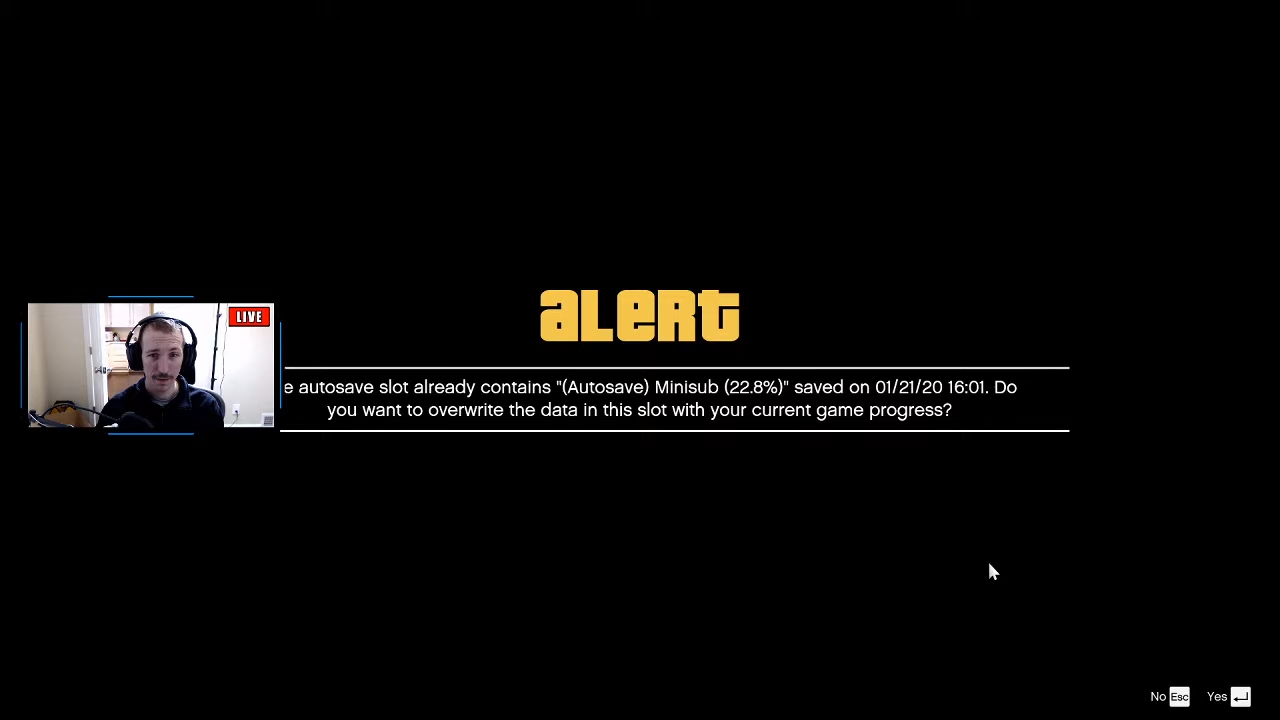 alert
LIVE
autosave slot already contains "(Autosave) Minisub (22.8%)" saved on 01/21/20 16:01. Do
you want to overwrite the data in this slot with your current game progress?
No Esc Yes